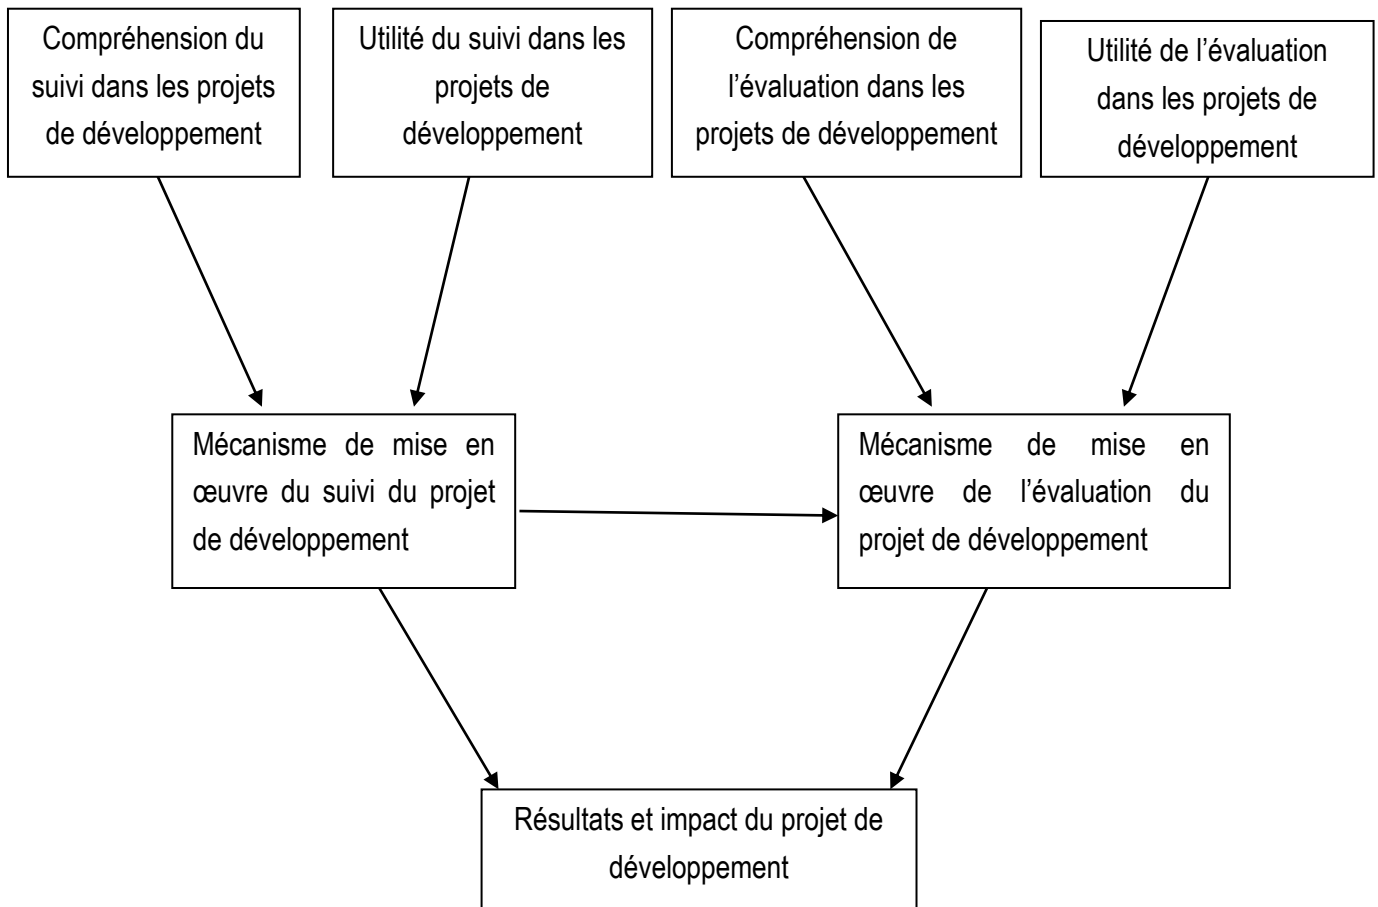 Compréhension du
suivi dans les projets
de développement
Utilité du suivi dans les
projets de
développement
Compréhension de
l’évaluation dans les
projets de développement
Utilité de l’évaluation
dans les projets de
développement
Mécanisme de mise en
œuvre du suivi du projet
de développement
Mécanisme de mise en
œuvre de l’évaluation du
projet de développement
Résultats et impact du projet de
développement